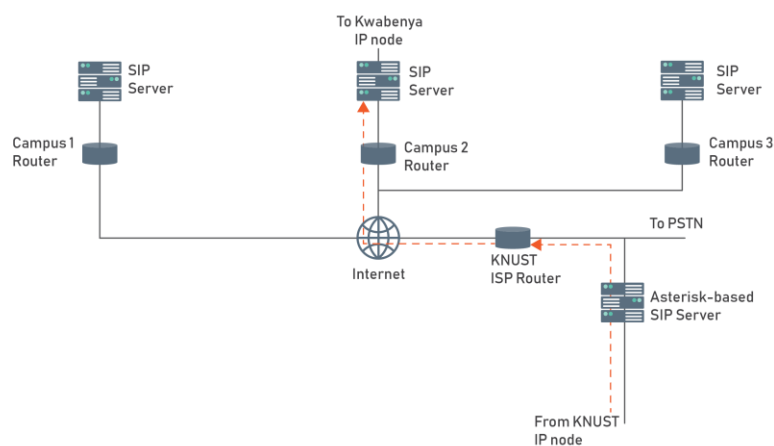 To Kwabenya
IP node
SIP
Server
SIP
Server
SIP
Server
Campus 1
Router
Campus 2
Router
Campus 3
Router
To PSTN
Internet
KNUST
ISP Router
Asterisk-based
SIP Server
From KNUST
IP node